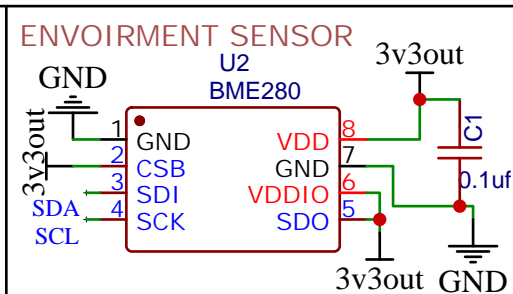 ENVOIRMENT SENSOR
U2
BME280
GND
3v3out
1 GND
2 CSB
3 SDI
4 SCK
SDA
SCL
VDD 8
GND 7
VDDIO 6
SDO 5
3v3out
C1
0.1uf
3v3out
GND